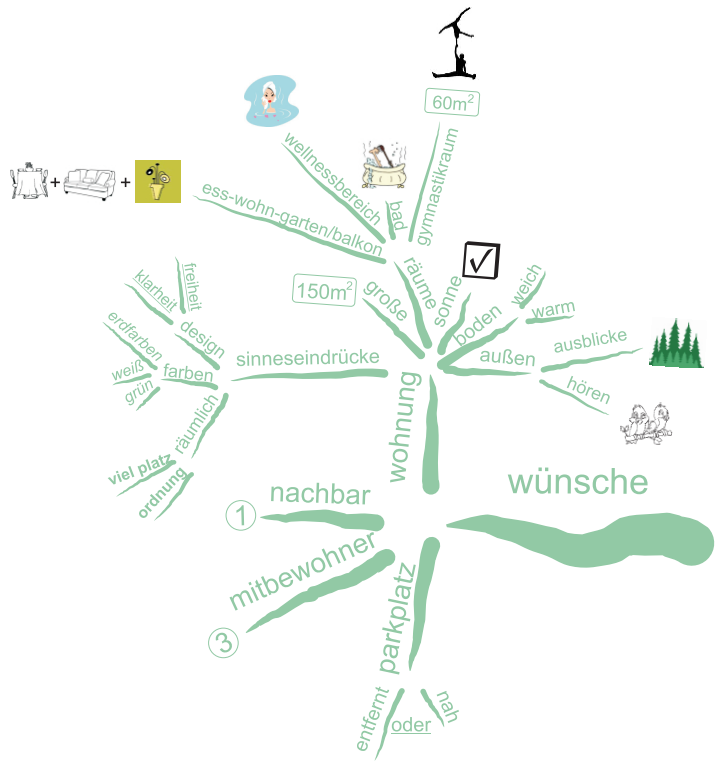 60m²
wellnessbereich
bad
gymnastikraum
+
+
ess-wohn-garten/balkon
räume
sonne
weich
warm
boden
150m²
große
freiheit
klarheit
design
erdfarben
weiß
grün
farben
sinneseindrücke
räumlich
viel platz
ordnung
außen
ausblicke
hören
wohnung
wünsche
nachbar
1
mitbewohner
3
parkplatz
entfernt
oder
nah